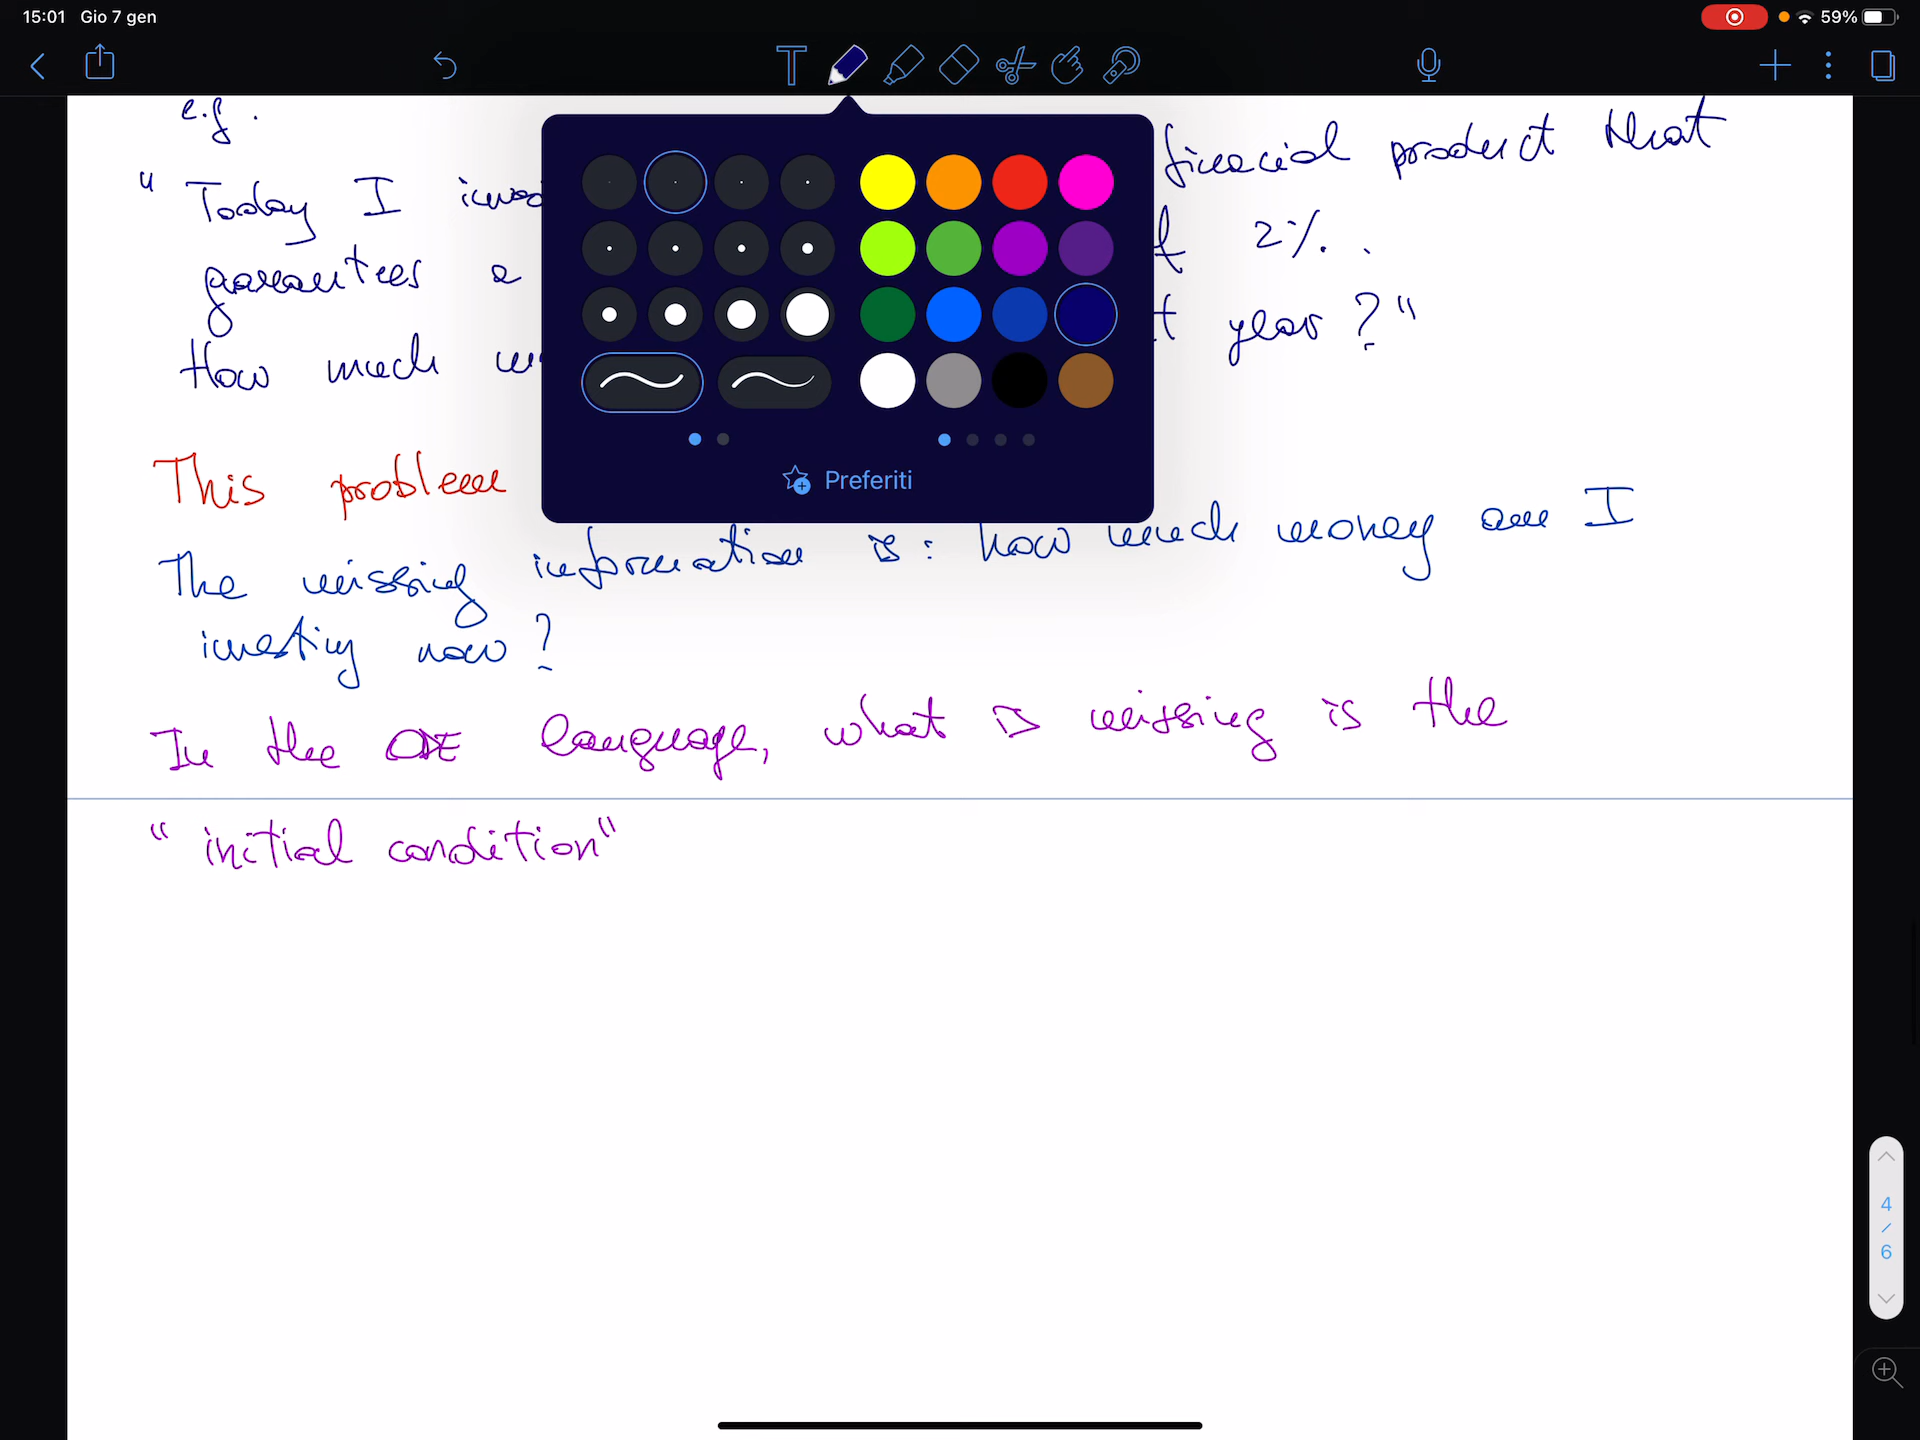 15:01 Gio 7 gen
59%
e.g.
" Today I financial product that
guarantees a 2%.
How much year ? "
Preferiti
This problem
The missing information is: how much money am I
investing now ?
In the ODE language, what is missing is the
" initial condition "
4
/
6